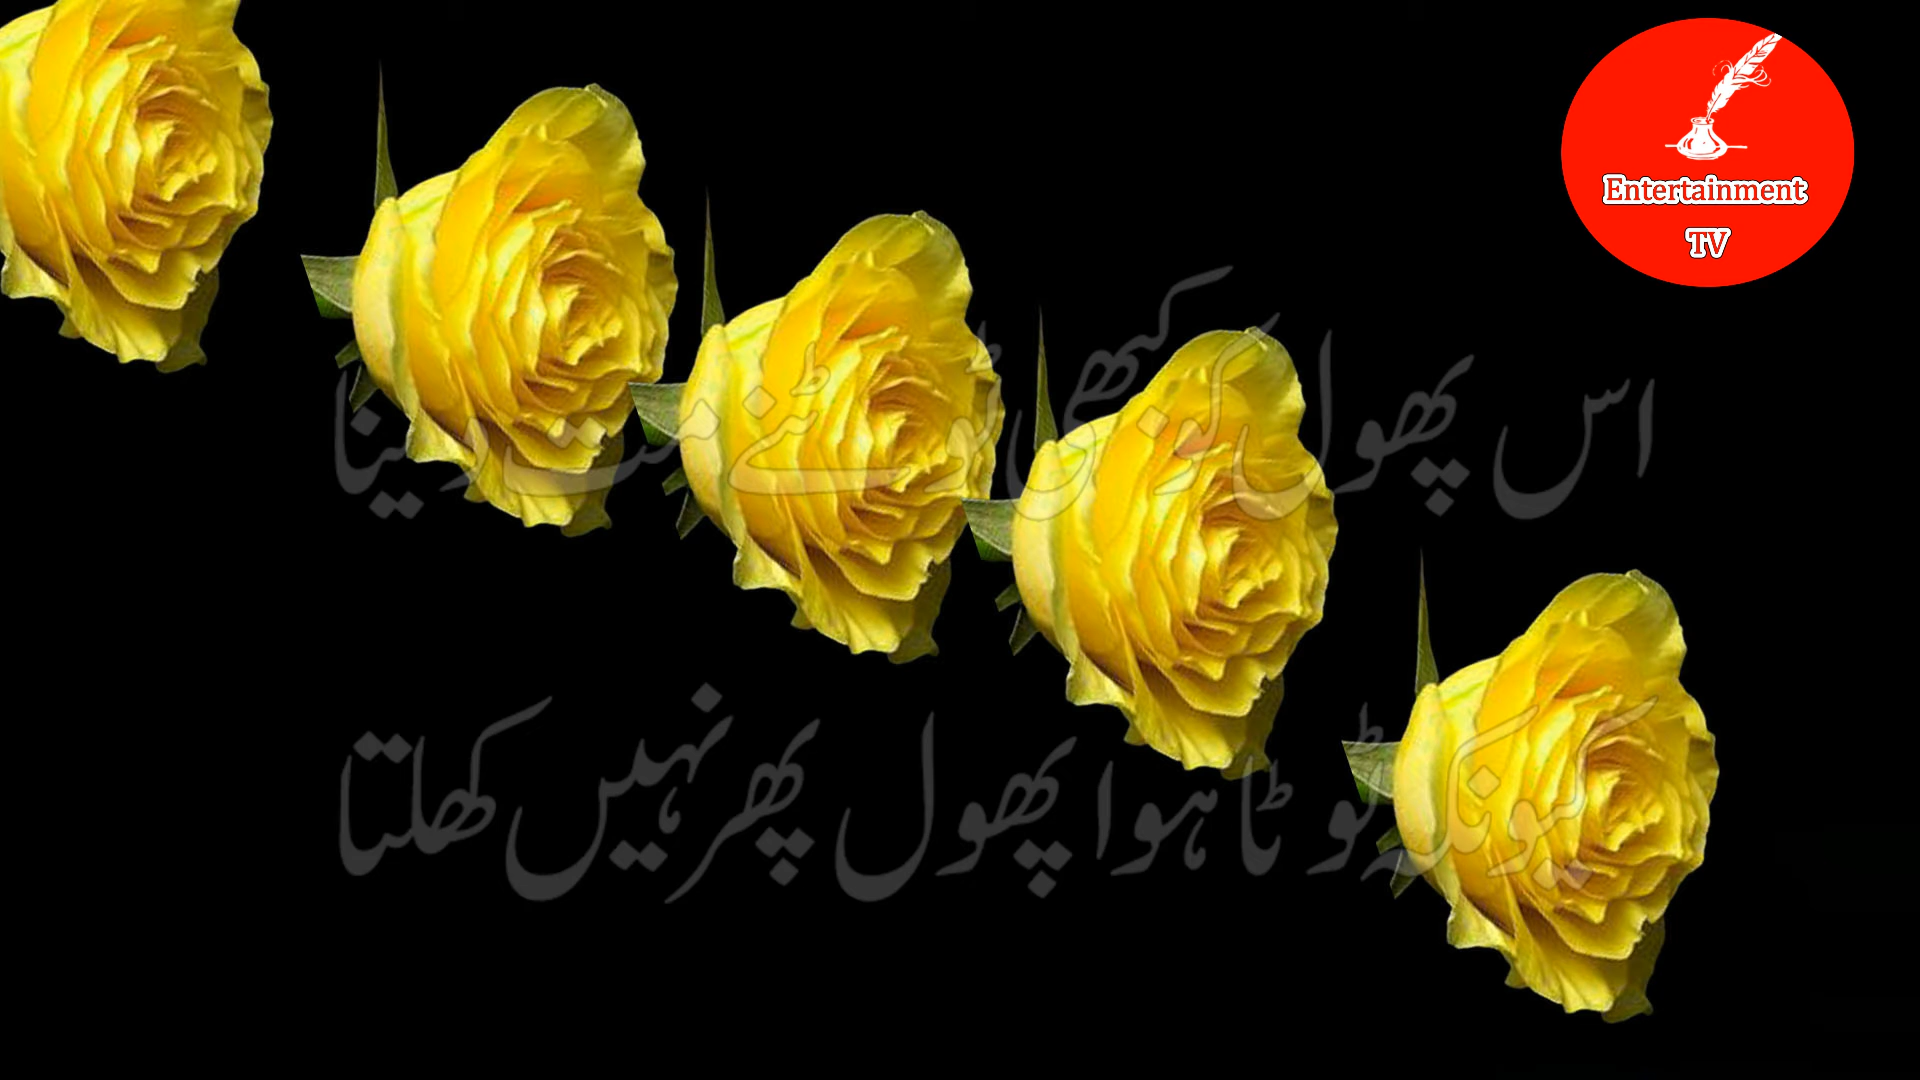 Entertainment
TV
اس پھول کو کبھی ٹوٹنے مت دینا
کیونکہ ٹوٹا ہوا پھول پھر نہیں کھلتا